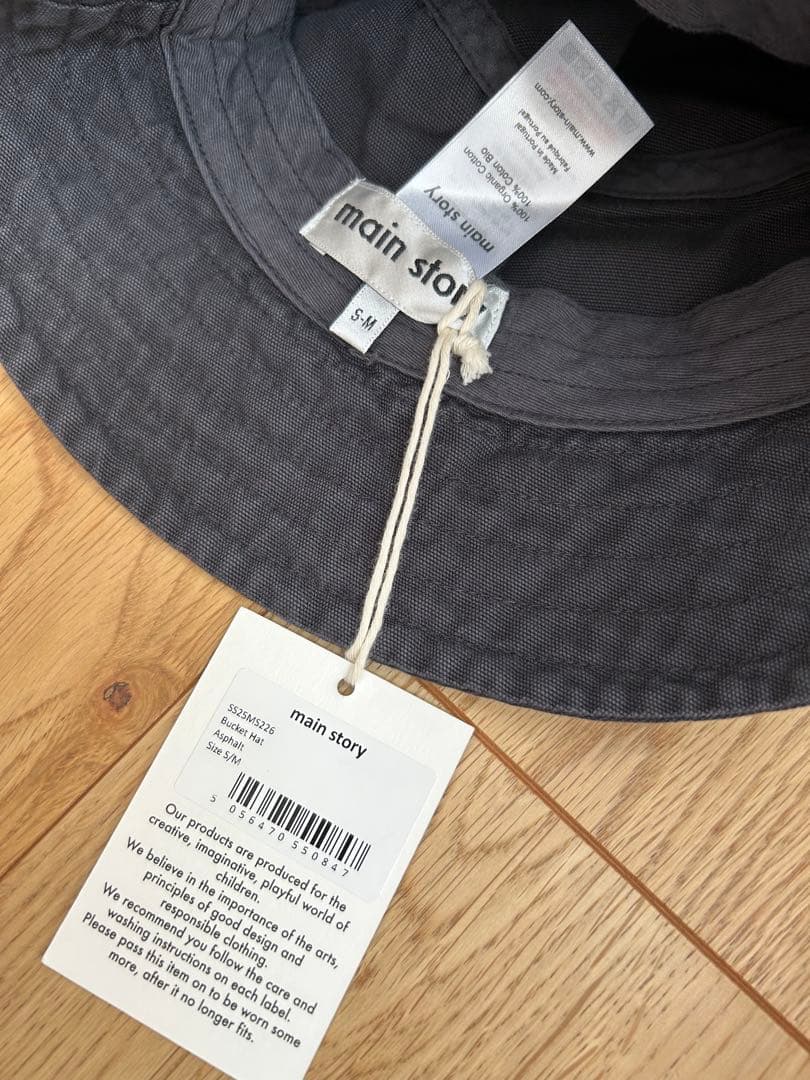 www.main-story.com
Made in Portugal
Fabriqué au Portugal
100% Organic Cotton
100% Coton Bio
main story
main story
S-M
main story
SS25MS226
Bucket Hat
Asphalt
Size S/M
5 056470 550847
Our products are produced for the
creative, imaginative, playful world of
children.
We believe in the importance of the arts,
principles of good design and
responsible clothing.
We recommend you follow the care and
washing instructions on each label.
Please pass this item on to be worn some
more, after it no longer fits.